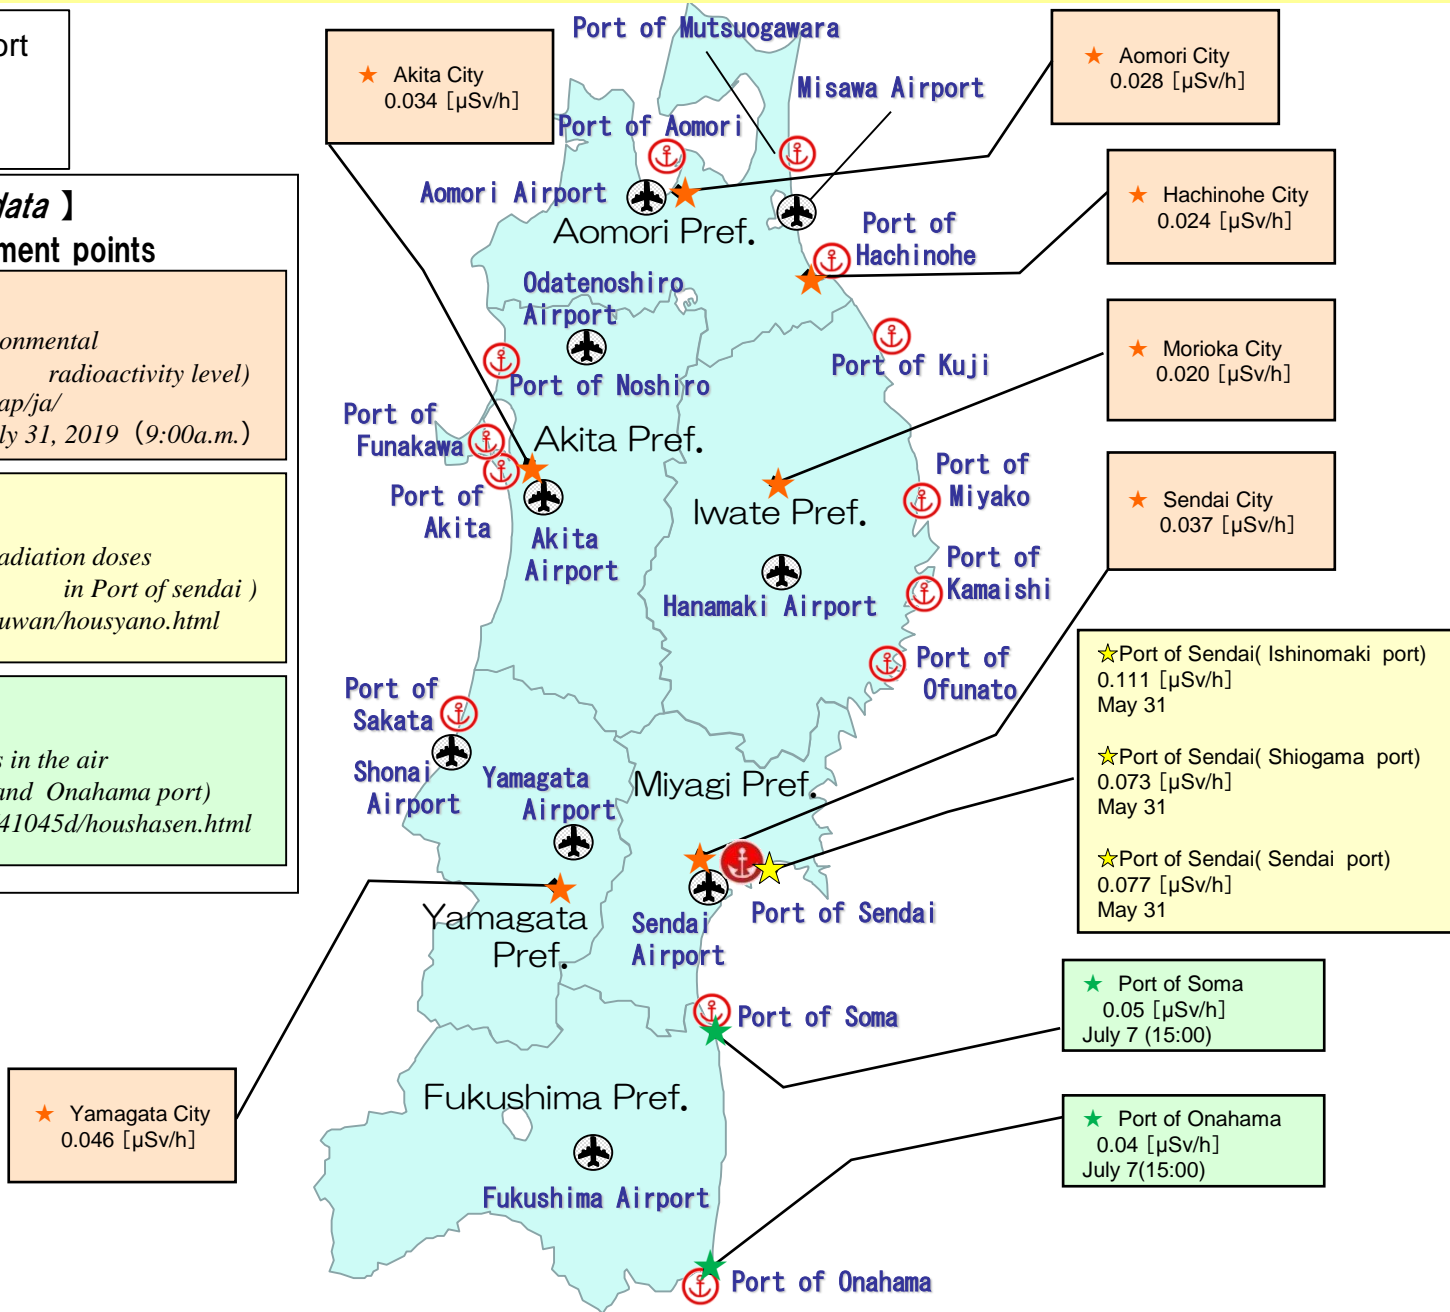 ort
data 】
ment points
onmental
radioactivity level)
ap/ja/
ly 31, 2019（9:00a.m.）
adiation doses
in Port of sendai )
uwan/housyano.html
s in the air
and Onahama port)
41045d/houshasen.html
★ Akita City
0.034 [μSv/h]
Port of Mutsuogawara
Misawa Airport
★ Aomori City
0.028 [μSv/h]
Port of Aomori
Aomori Airport
Aomori Pref.
★ Hachinohe City
0.024 [μSv/h]
Port of
Hachinohe
Odatenoshiro
Airport
★ Morioka City
0.020 [μSv/h]
Port of Kuji
Port of Noshiro
Port of
Funakawa
Akita Pref.
Port of
Akita
Akita
Airport
Iwate Pref.
Port of
Miyako
★ Sendai City
0.037 [μSv/h]
Port of
Kamaishi
Hanamaki Airport
Port of
Ofunato
☆Port of Sendai( Ishinomaki port)
0.111 [μSv/h]
May 31
☆Port of Sendai( Shiogama port)
0.073 [μSv/h]
May 31
☆Port of Sendai( Sendai port)
0.077 [μSv/h]
May 31
Port of
Sakata
Shonai
Airport
Yamagata
Airport
Miyagi Pref.
Yamagata
Pref.
Sendai
Airport
Port of Sendai
Port of Soma
★ Port of Soma
0.05 [μSv/h]
July 7 (15:00)
★ Yamagata City
0.046 [μSv/h]
Fukushima Pref.
Fukushima Airport
★ Port of Onahama
0.04 [μSv/h]
July 7(15:00)
Port of Onahama